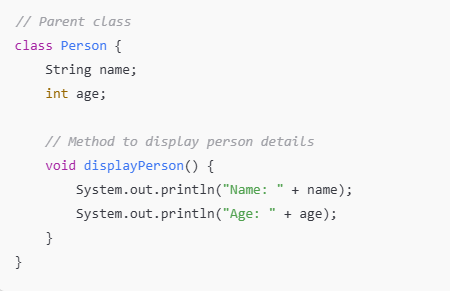 // Parent class
class Person {
    String name;
    int age;

    // Method to display person details
    void displayPerson() {
        System.out.println("Name: " + name);
        System.out.println("Age: " + age);
    }
}